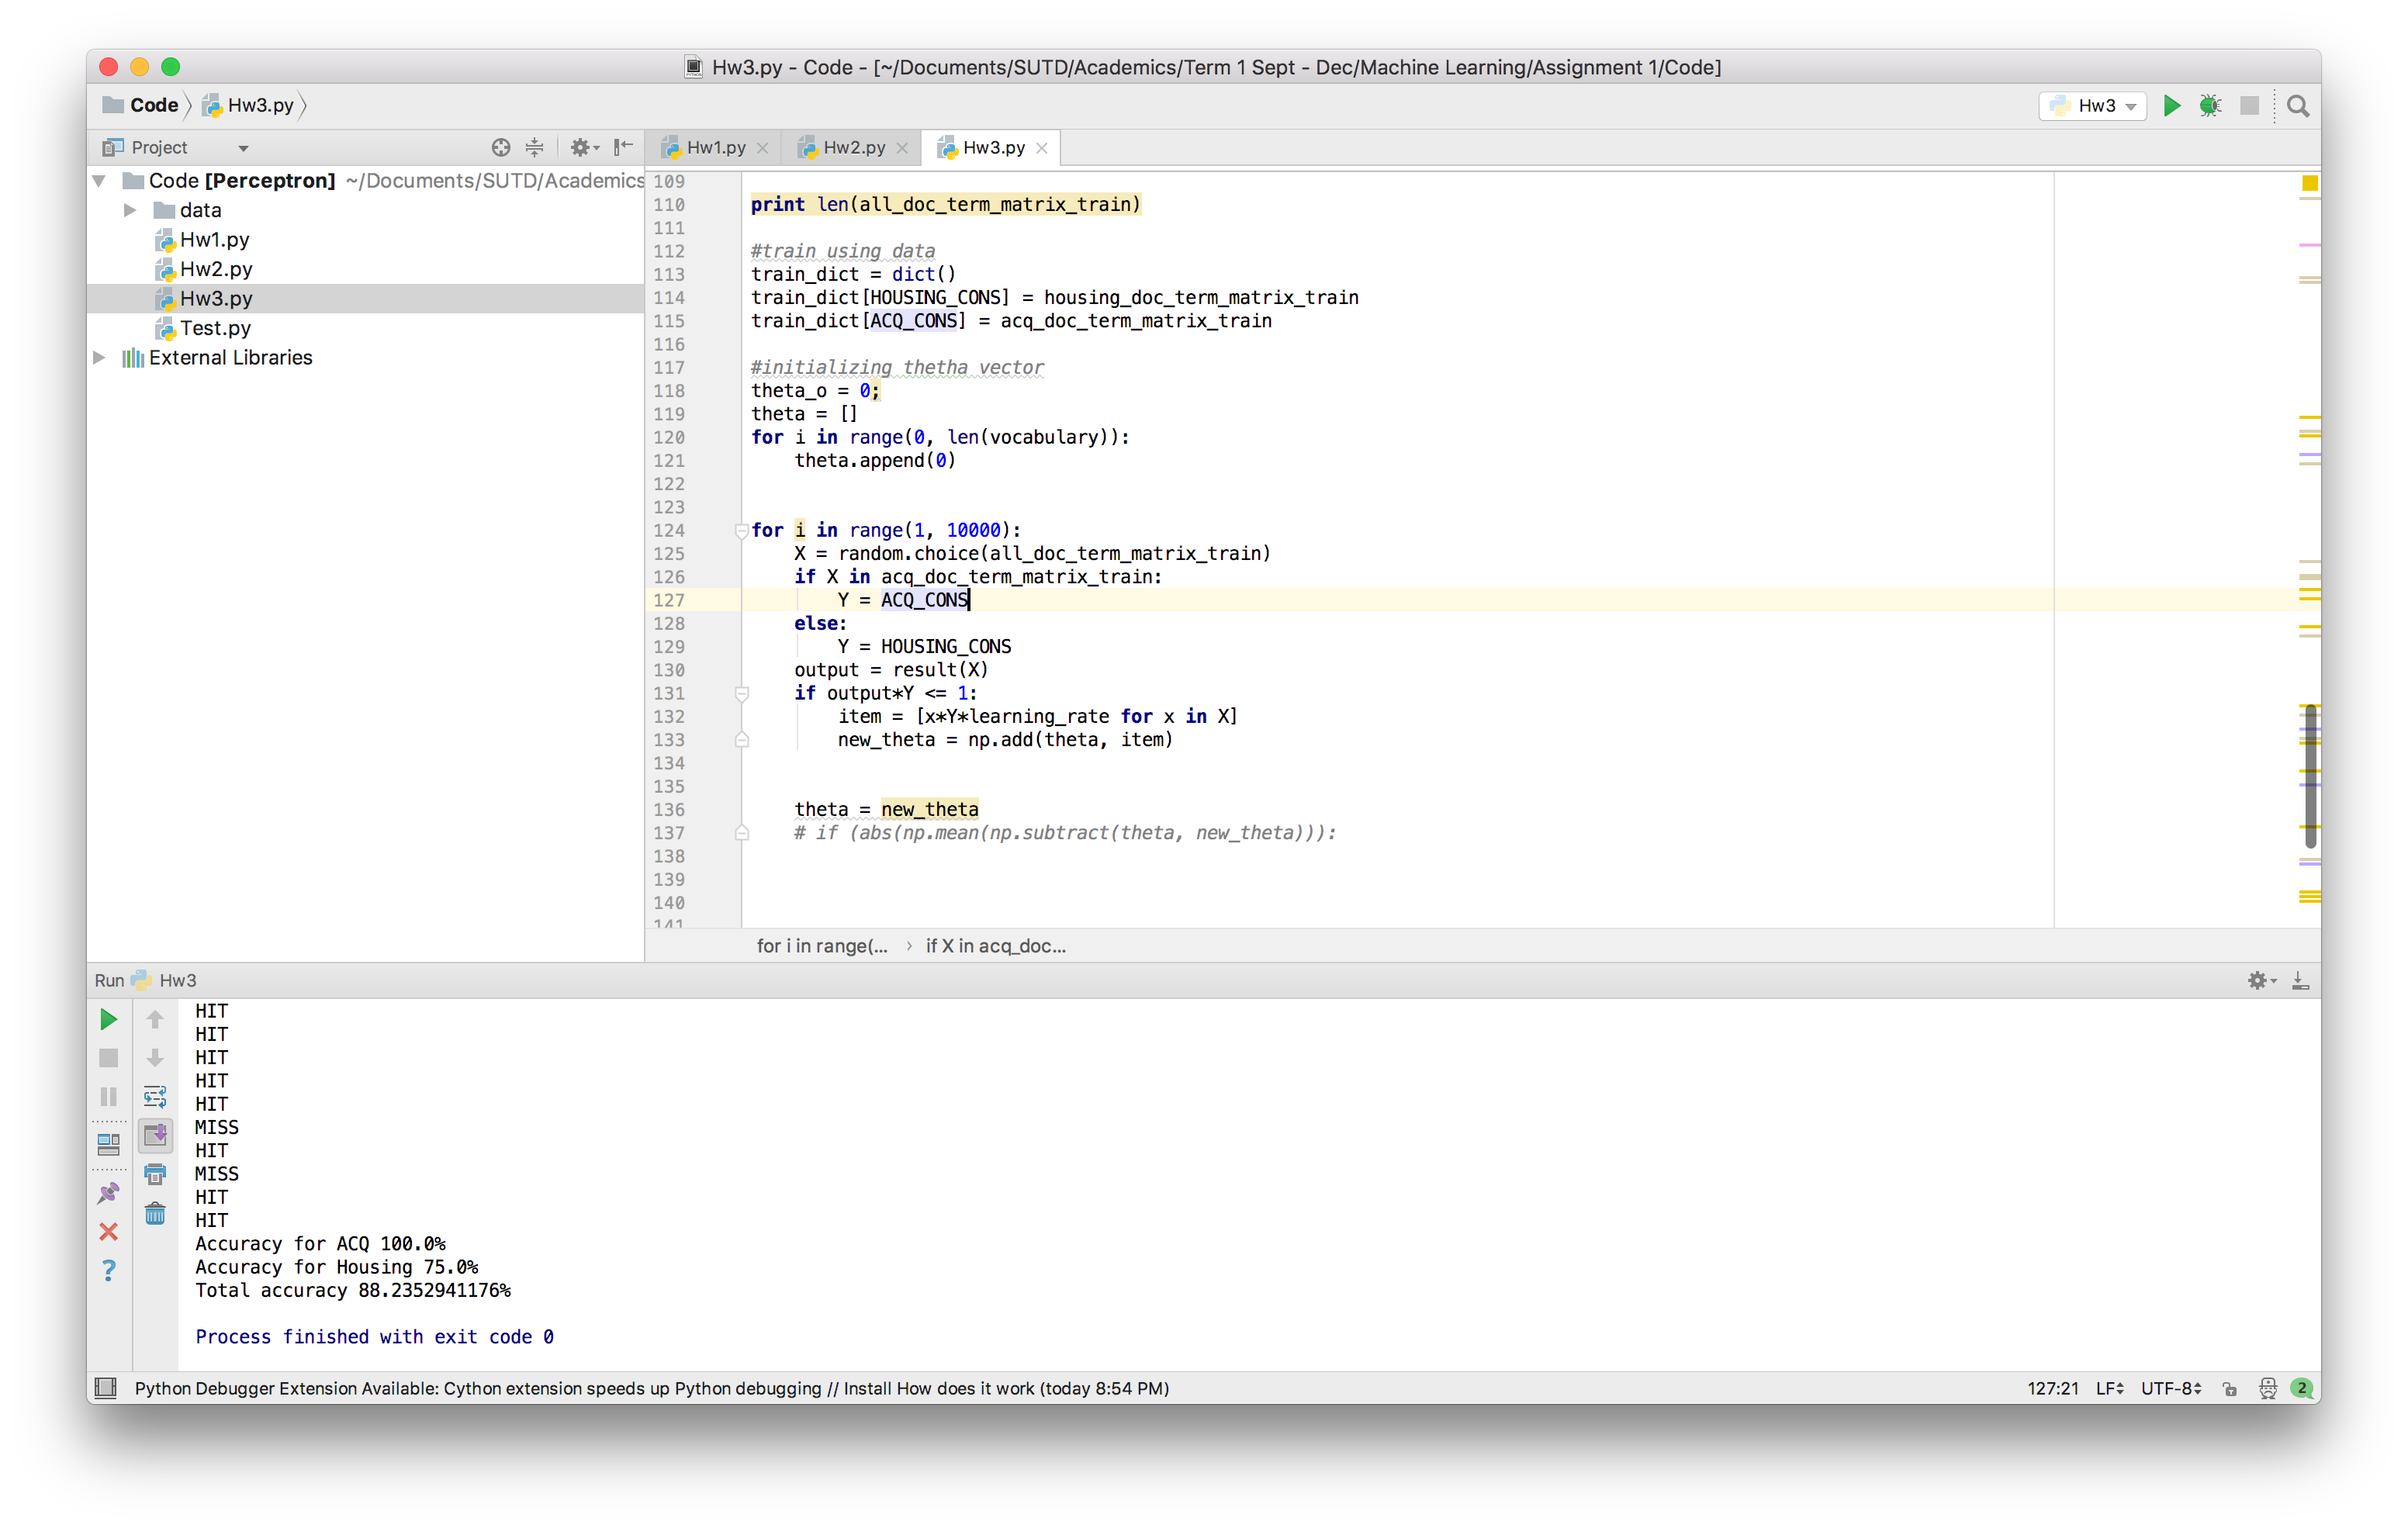 Hw3.py - Code - [~/Documents/SUTD/Academics/Term 1 Sept - Dec/Machine Learning/Assignment 1/Code]
Code Hw3.py
Hw3
Project
Hw1.py Hw2.py Hw3.py
Code [Perceptron] ~/Documents/SUTD/Academics
data
Hw1.py
Hw2.py
Hw3.py
Test.py
External Libraries
109
110 print len(all_doc_term_matrix_train)
111
112 #train using data
113 train_dict = dict()
114 train_dict[HOUSING_CONS] = housing_doc_term_matrix_train
115 train_dict[ACQ_CONS] = acq_doc_term_matrix_train
116
117 #initializing thetha vector
118 theta_o = 0;
119 theta = []
120 for i in range(0, len(vocabulary)):
121 theta.append(0)
122
123
124 for i in range(1, 10000):
125 X = random.choice(all_doc_term_matrix_train)
126 if X in acq_doc_term_matrix_train:
127 Y = ACQ_CONS
128 else:
129 Y = HOUSING_CONS
130 output = result(X)
131 if output*Y <= 1:
132 item = [x*Y*learning_rate for x in X]
133 new_theta = np.add(theta, item)
134
135
136 theta = new_theta
137 # if (abs(np.mean(np.subtract(theta, new_theta))):
138
139
140
141
for i in range(... › if X in acq_doc...
Run Hw3
HIT
HIT
HIT
HIT
HIT
MISS
HIT
MISS
HIT
HIT
Accuracy for ACQ 100.0%
Accuracy for Housing 75.0%
Total accuracy 88.2352941176%
Process finished with exit code 0
Python Debugger Extension Available: Cython extension speeds up Python debugging // Install How does it work (today 8:54 PM)
127:21 LF UTF-8 2